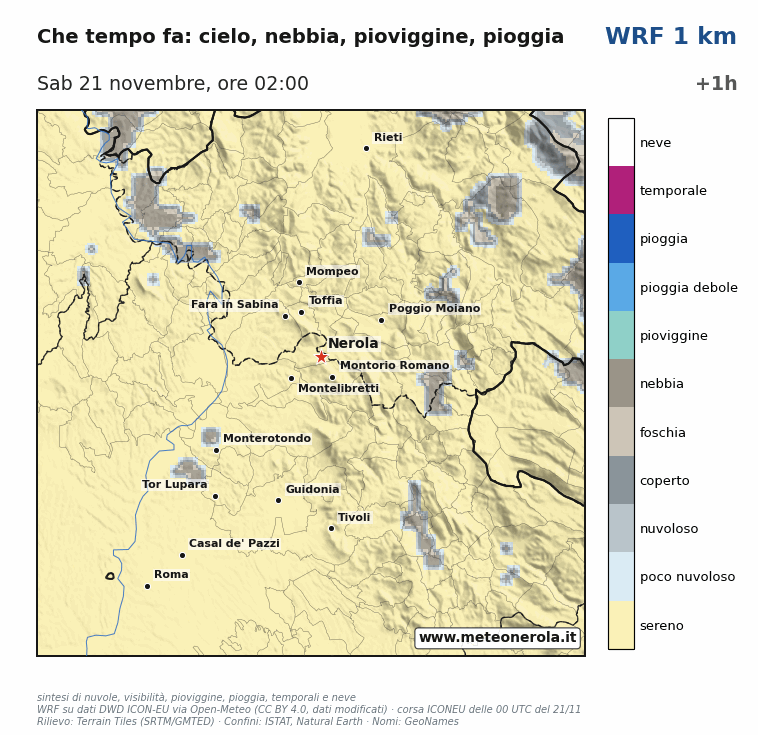 Che tempo fa: cielo, nebbia, pioviggine, pioggia
WRF 1 km
Sab 21 novembre, ore 02:00
+1h
Rieti
Mompeo
Fara in Sabina
Toffia
Poggio Moiano
Nerola
Montorio Romano
Montelibretti
Monterotondo
Tor Lupara
Guidonia
Tivoli
Casal de' Pazzi
Roma
www.meteonerola.it
neve
temporale
pioggia
pioggia debole
pioviggine
nebbia
foschia
coperto
nuvoloso
poco nuvoloso
sereno
sintesi di nuvole, visibilità, pioviggine, pioggia, temporali e neve
WRF su dati DWD ICON-EU via Open-Meteo (CC BY 4.0, dati modificati) · corsa ICONEU delle 00 UTC del 21/11
Rilievo: Terrain Tiles (SRTM/GMTED) · Confini: ISTAT, Natural Earth · Nomi: GeoNames